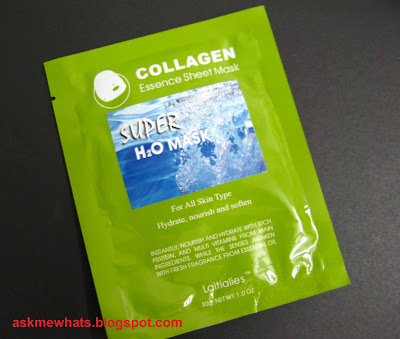 COLLAGEN
Essence Sheet Mask
SUPER
H₂O MASK
For All Skin Type
Hydrate, nourish and soften
INSTANTLY, NOURISH AND HYDRATE WITH RICH
PROTEIN, AND MULTI VITAMINS FROM MAIN
INGREDIENTS. WHILE THE SENSES AWAKEN
WITH FRESH FRAGRANCE FROM ESSENTIAL OIL.
Laitialies™
30g NET WT. 1.0 OZ
askmewhats.blogspot.com